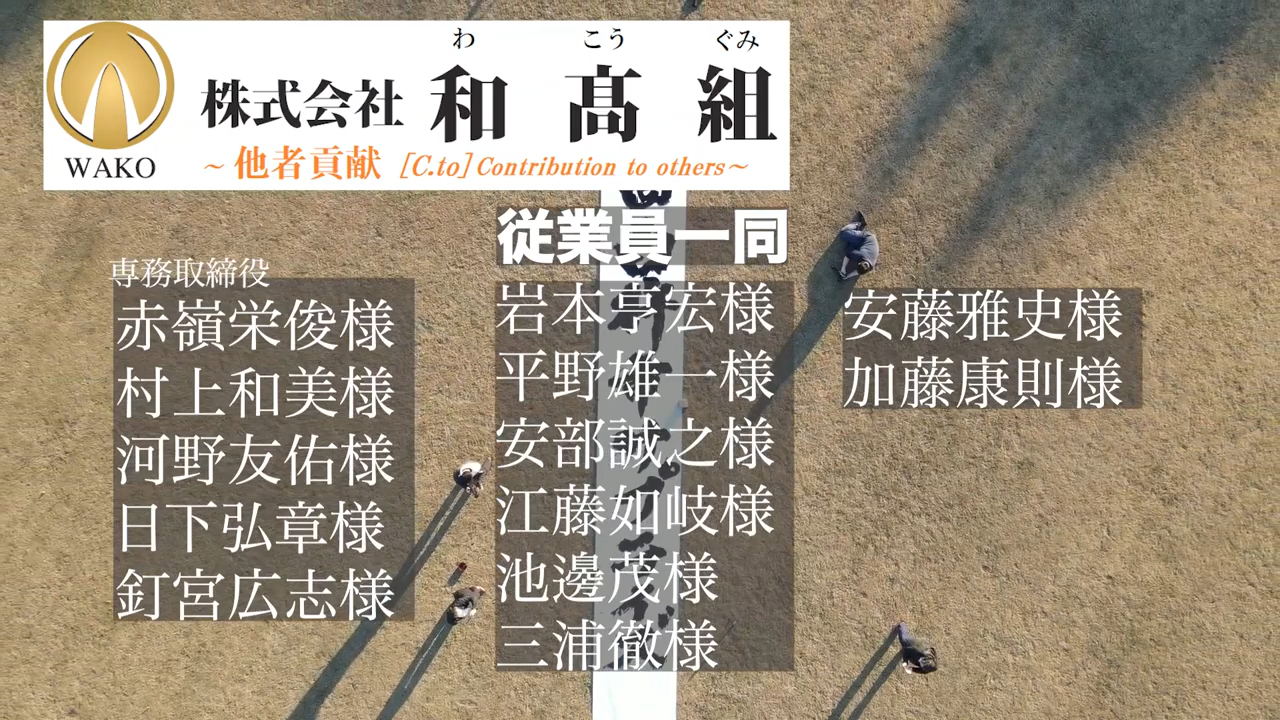 わ こう ぐみ
株式会社 和髙組
WAKO
~他者貢献 [C.to] Contribution to others~
従業員一同
専務取締役
赤嶺栄俊様
村上和美様
河野友佑様
日下弘章様
釘宮広志様
岩本亨宏様
平野雄一様
安部誠之様
江藤如岐様
池邊茂様
三浦徹様
安藤雅史様
加藤康則様